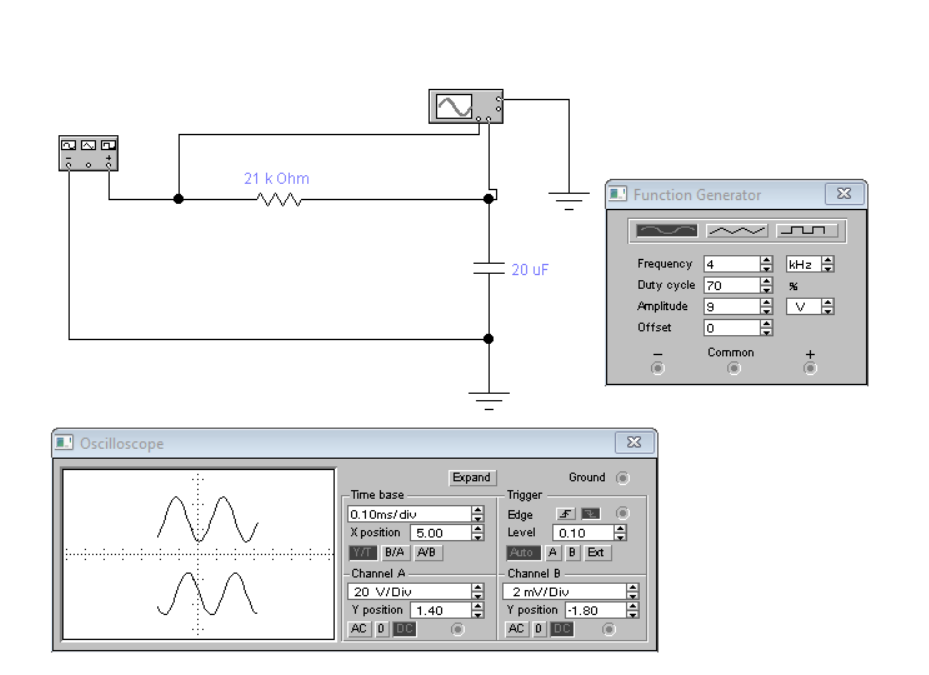 21 k Ohm
20 uF
− +
Function Generator
Frequency 4 kHz
Duty cycle 70 %
Amplitude 9 V
Offset 0
− Common +
Oscilloscope
Expand Ground
Time base
0.10ms/div
X position 5.00
Y/T B/A A/B
Trigger
Edge
Level 0.10
Auto A B Ext
Channel A
20 V/Div
Y position 1.40
AC 0 DC
Channel B
2 mV/Div
Y position -1.80
AC 0 DC